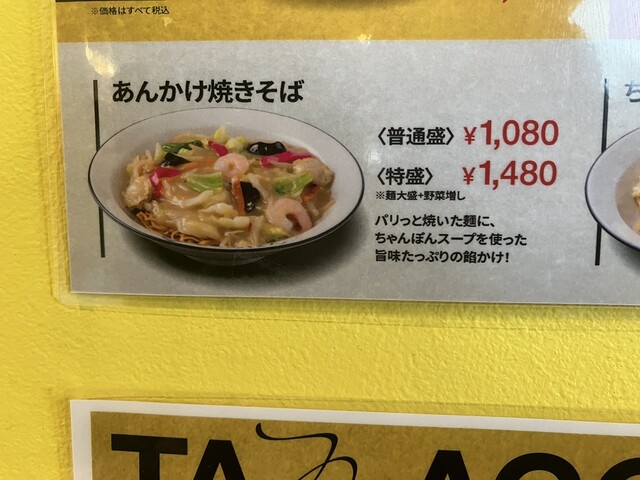 ※価格はすべて税込
あんかけ焼きそば
〈普通盛〉 ¥1,080
〈特盛〉 ¥1,480
※麺大盛+野菜増し
パリっと焼いた麺に、
ちゃんぽんスープを使った
旨味たっぷりの餡かけ!
ち
TA